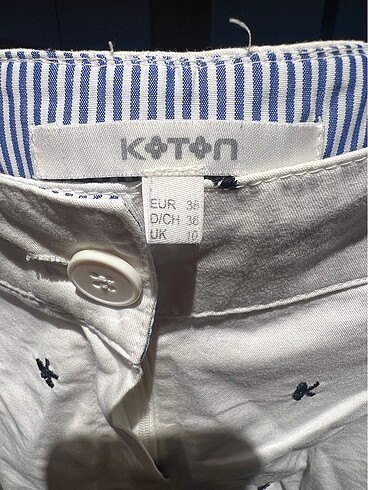 KOTON
EUR 38
D/CH 36
UK 10